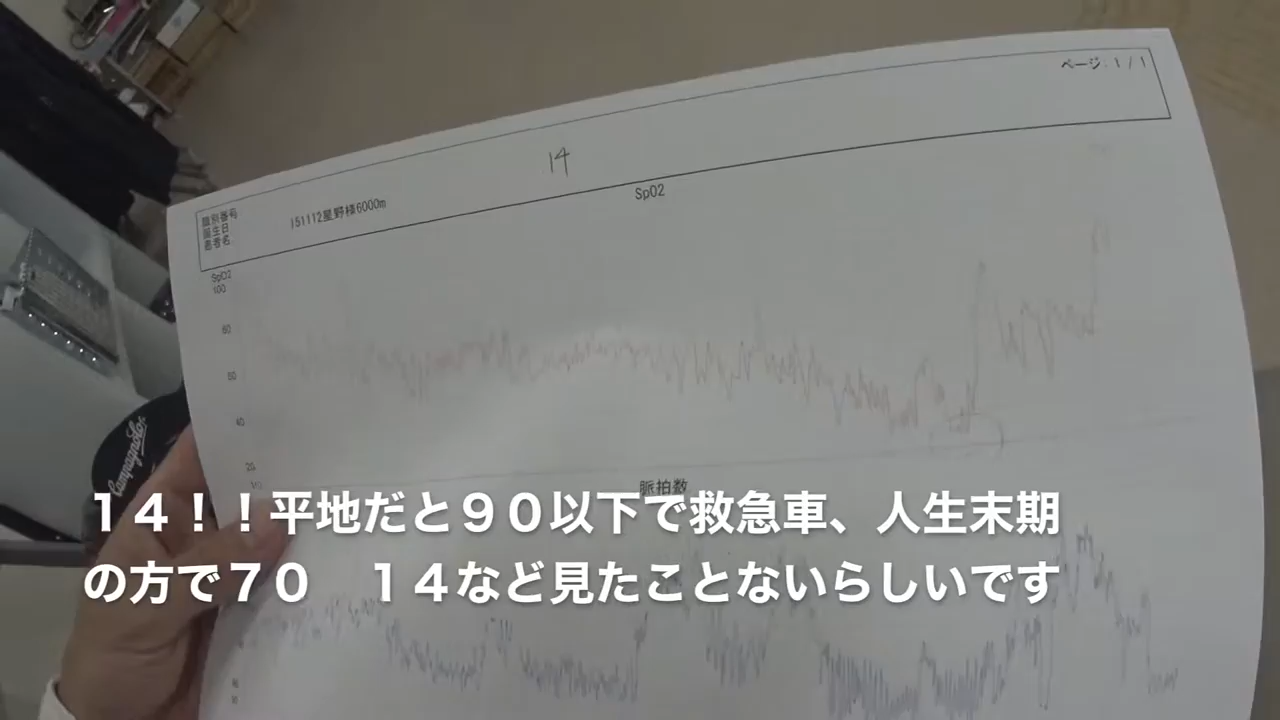 ページ:1/1
14
SpO2
識別番号
誕生日
患者名:
151112星野様6000m
SpO2
100
80
60
40
20
脈拍数
Campagnolo
14！！平地だと90以下で救急車、人生末期
の方で70　14など見たことないらしいです